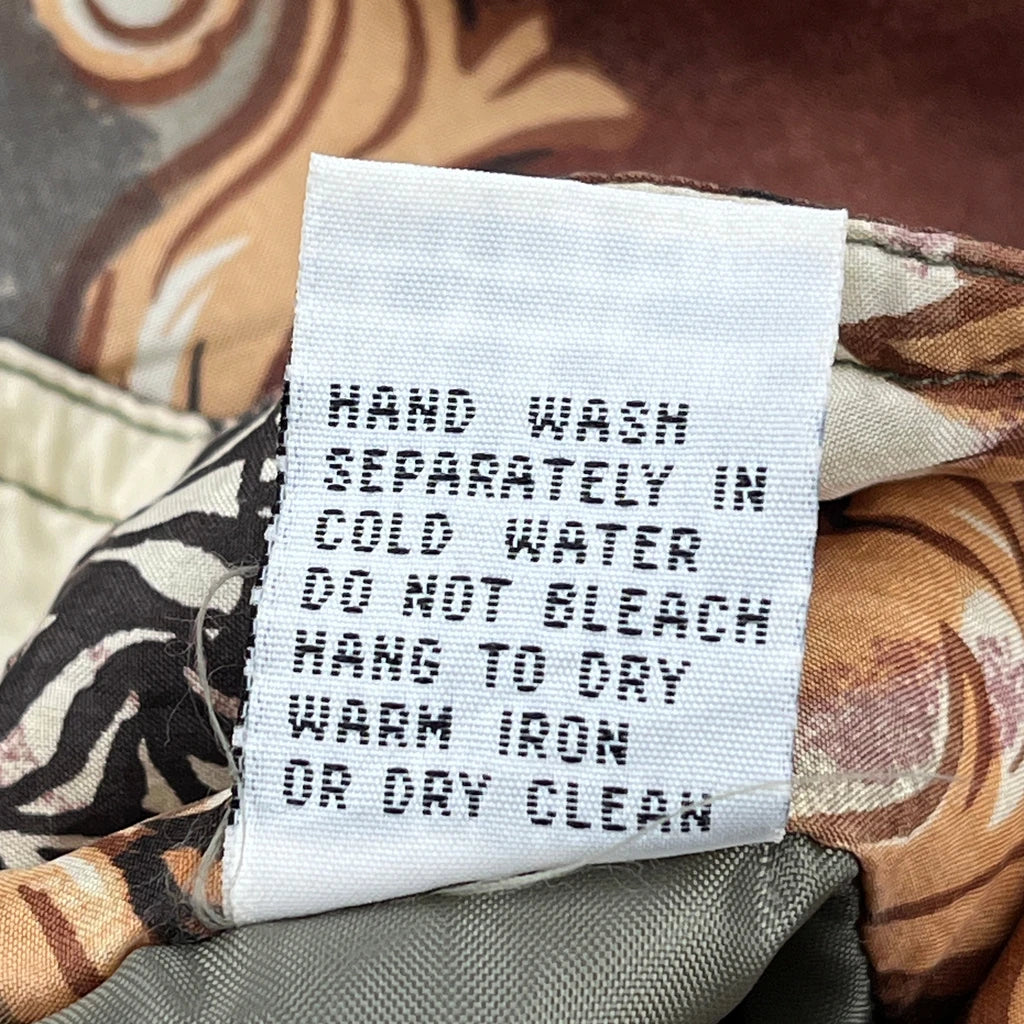 HAND WASH
SEPARATELY IN
COLD WATER
DO NOT BLEACH
HANG TO DRY
WARM IRON
OR DRY CLEAN